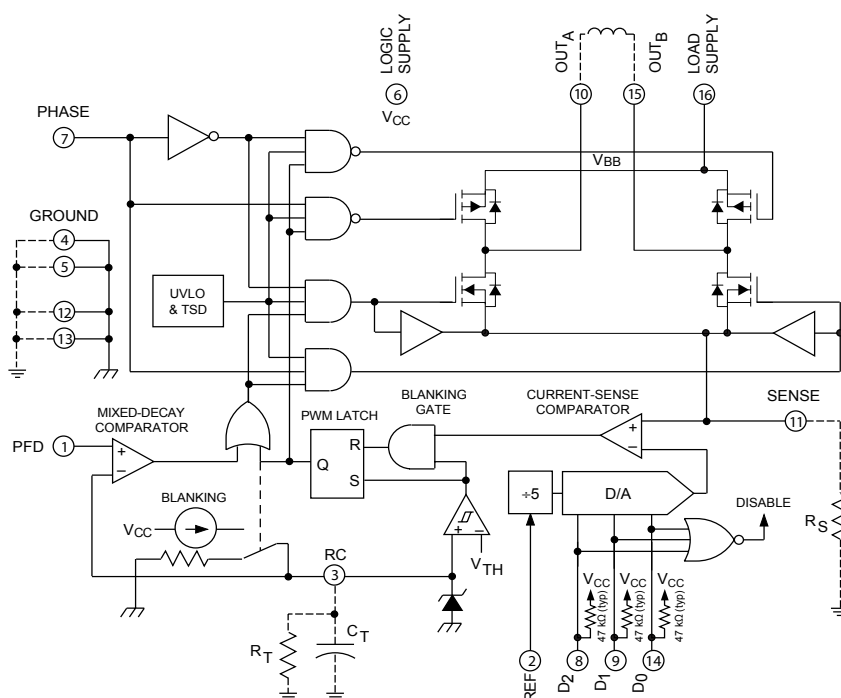 LOGIC
SUPPLY
6
VCC
OUTA
10
OUTB
15
LOAD
SUPPLY
16
PHASE
7
VBB
GROUND
4
5
12
13
UVLO
& TSD
MIXED-DECAY
COMPARATOR
PFD
1
+
−
PWM LATCH
Q
R
S
BLANKING
GATE
CURRENT-SENSE
COMPARATOR
+
−
SENSE
11
BLANKING
VCC
RC
3
+
−
VTH
÷5
D/A
DISABLE
RS
RT
CT
VCC
VCC
VCC
47 kΩ (typ)
47 kΩ (typ)
47 kΩ (typ)
REF
2
D2
8
D1
9
D0
14